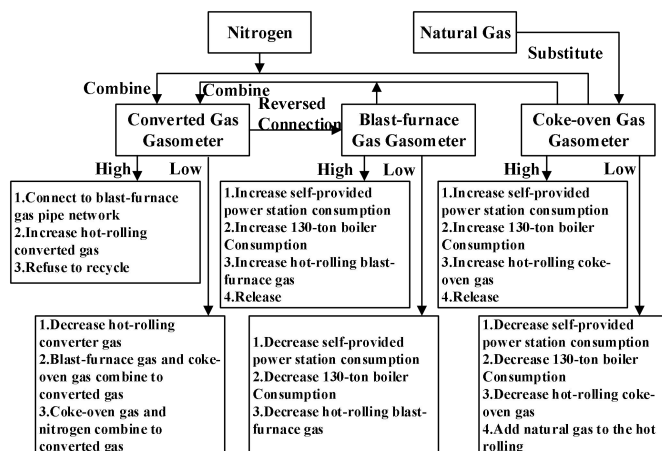 Nitrogen
Natural Gas
Substitute
Combine
Combine
Reversed
Connection
Converted Gas
Gasometer
Blast-furnace
Gas Gasometer
Coke-oven Gas
Gasometer
High
Low
High
Low
High
Low
1.Connect to blast-furnace
gas pipe network
2.Increase hot-rolling
converted gas
3.Refuse to recycle
1.Increase self-provided
power station consumption
2.Increase 130-ton boiler
Consumption
3.Increase hot-rolling blast-
furnace gas
4.Release
1.Increase self-provided
power station consumption
2.Increase 130-ton boiler
Consumption
3.Increase hot-rolling coke-
oven gas
4.Release
1.Decrease hot-rolling
converter gas
2.Blast-furnace gas and coke-
oven gas combine to
converted gas
3.Coke-oven gas and
nitrogen combine to
converted gas
1.Decrease self-provided
power station consumption
2.Decrease 130-ton boiler
Consumption
3.Decrease hot-rolling blast-
furnace gas
1.Decrease self-provided
power station consumption
2.Decrease 130-ton boiler
Consumption
3.Decrease hot-rolling coke-
oven gas
4.Add natural gas to the hot
rolling